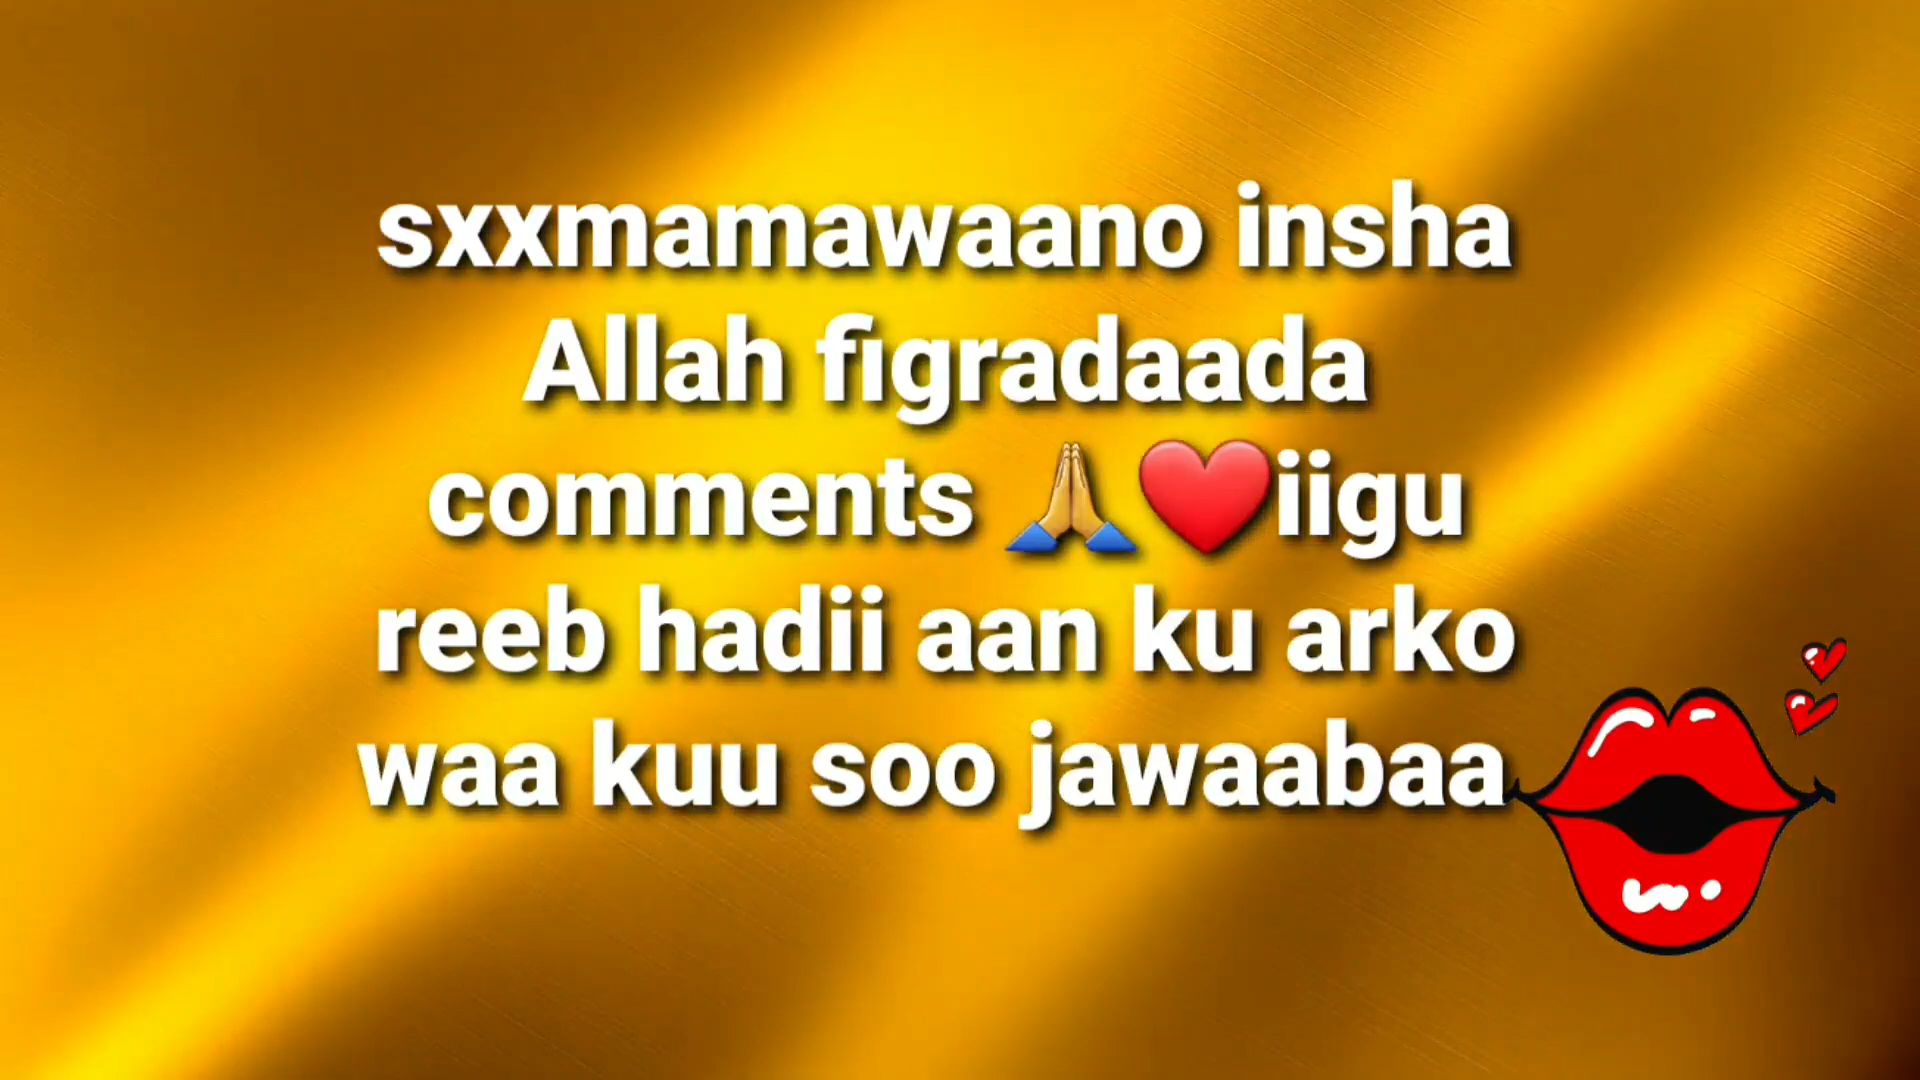 sxxmamawaano insha
Allah figradaada
comments 🙏❤️iigu
reeb hadii aan ku arko
waa kuu soo jawaabaa